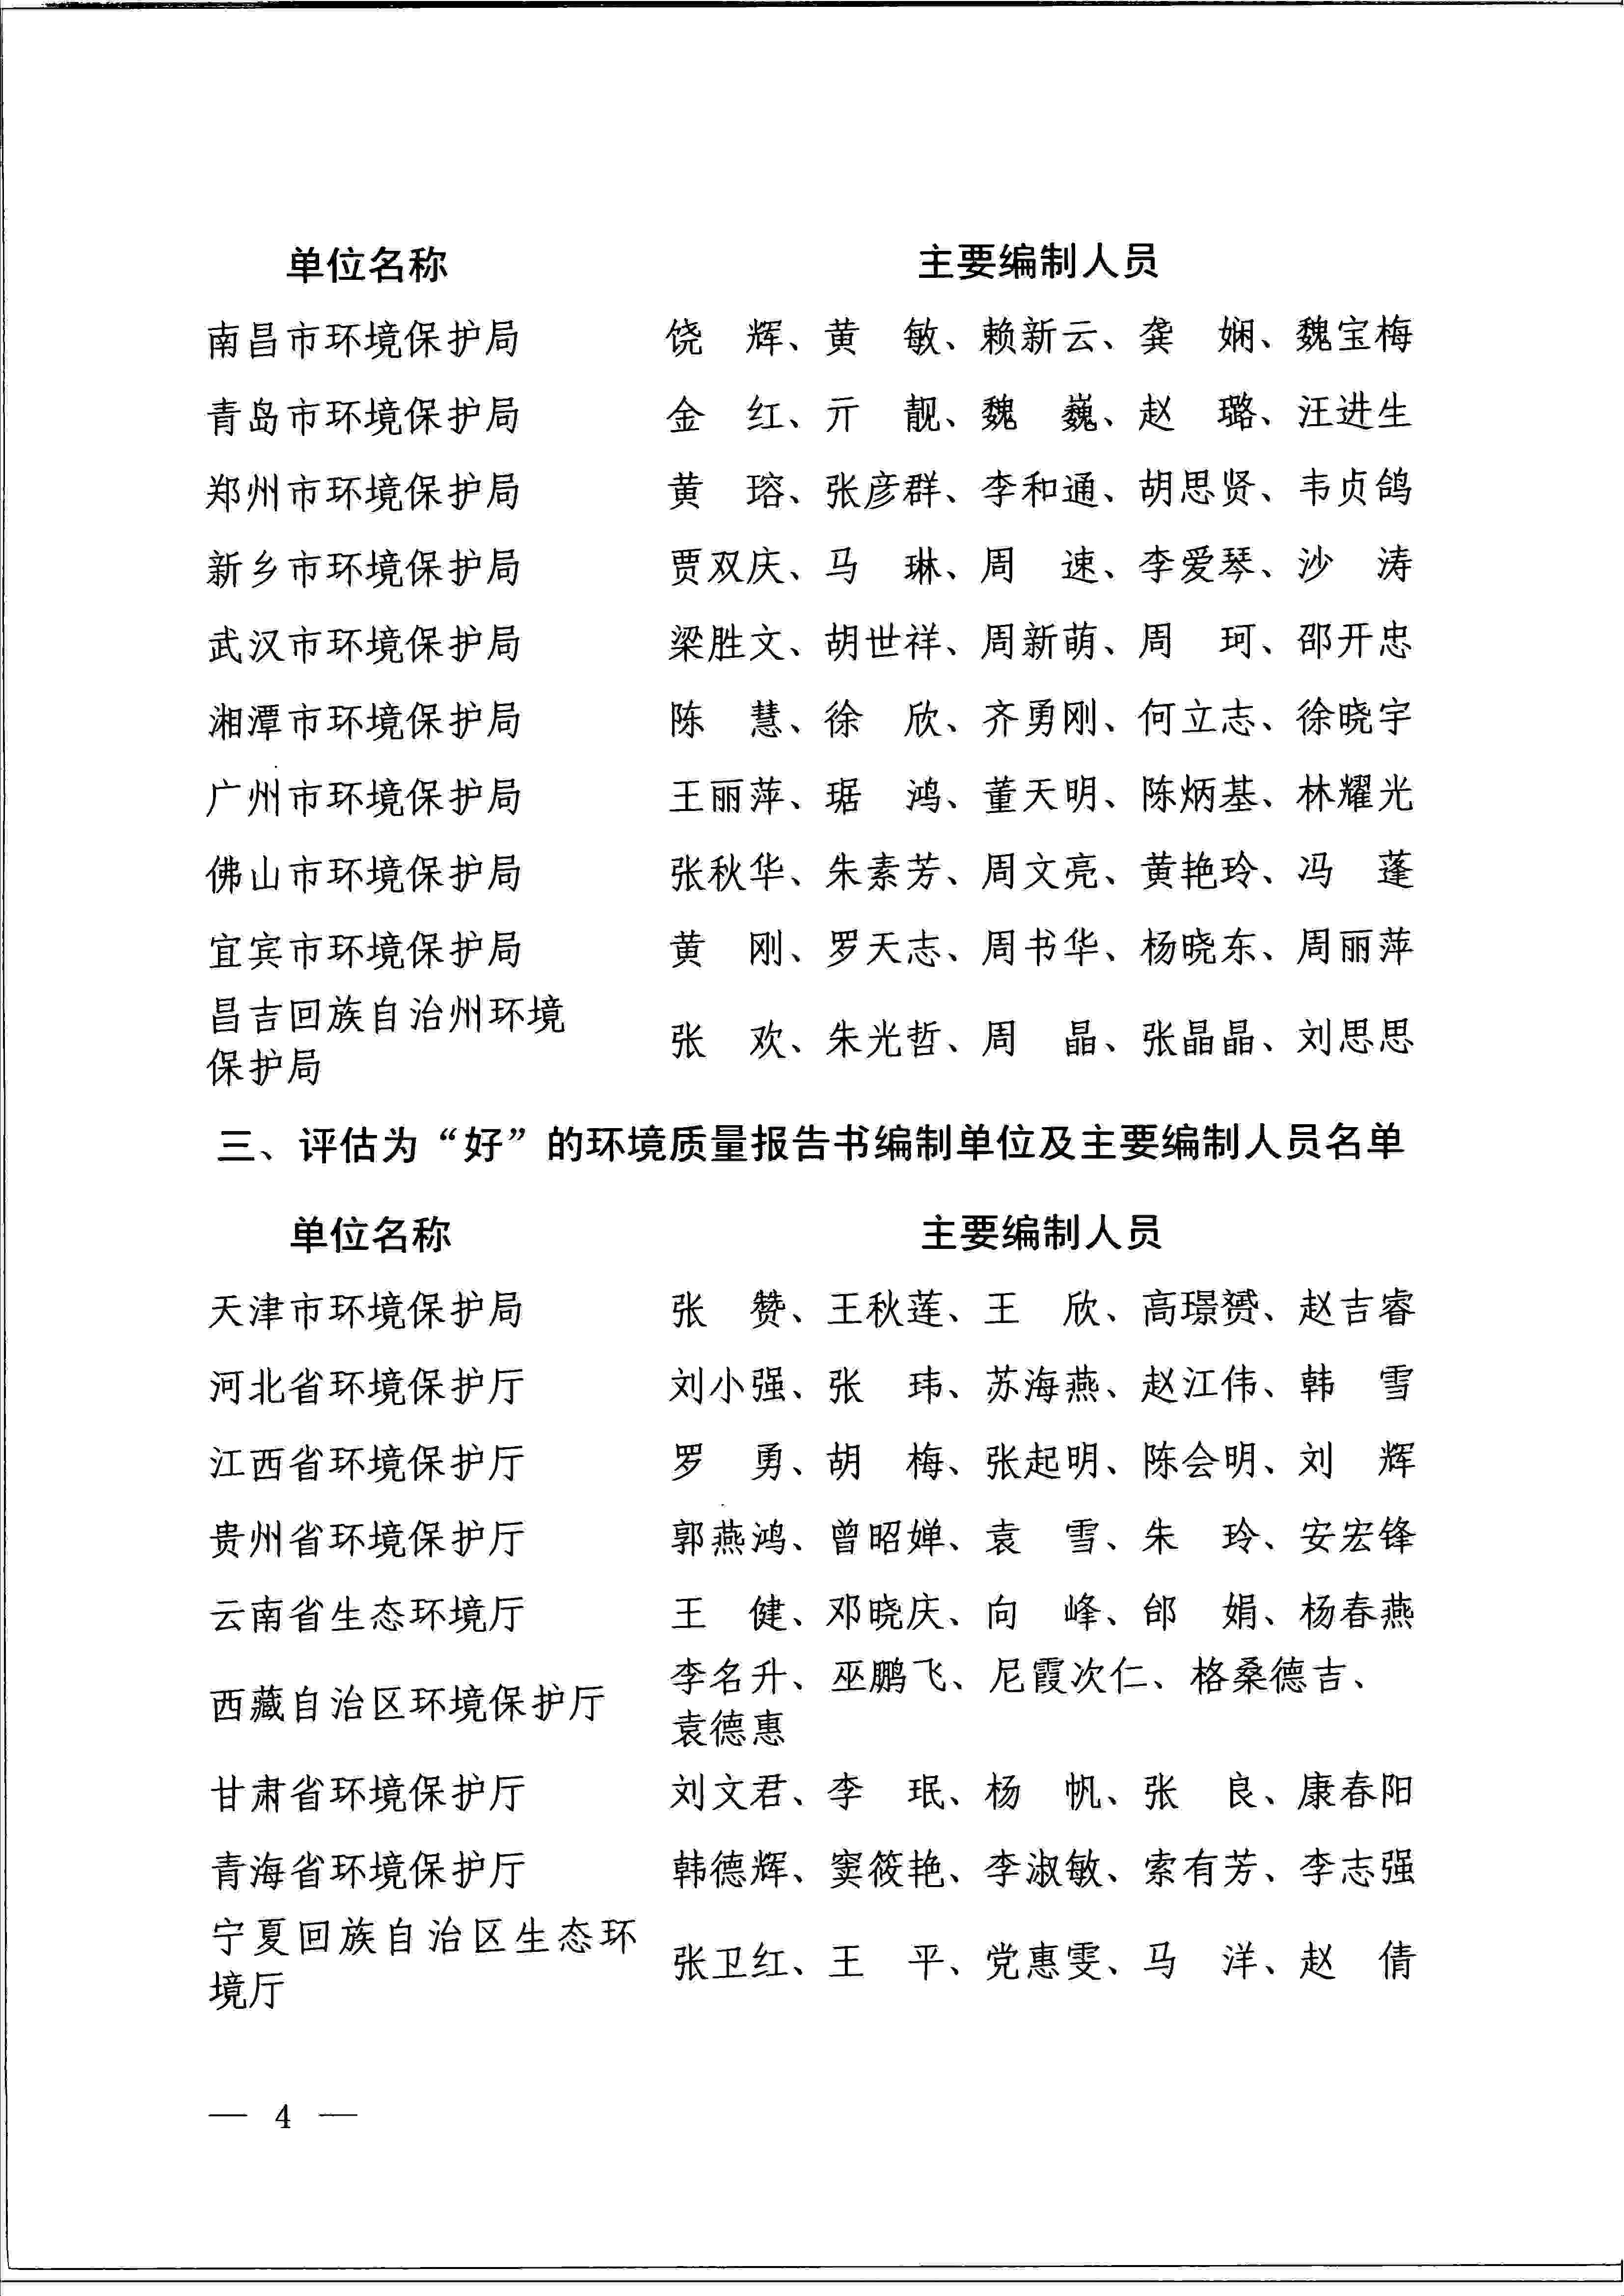 单位名称　主要编制人员
南昌市环境保护局　饶　辉、黄　敏、赖新云、龚　娴、魏宝梅
青岛市环境保护局　金　红、亓　靓、魏　巍、赵　璐、汪进生
郑州市环境保护局　黄　瑢、张彦群、李和通、胡思贤、韦贞鸽
新乡市环境保护局　贾双庆、马　琳、周　速、李爱琴、沙　涛
武汉市环境保护局　梁胜文、胡世祥、周新萌、周　珂、邵开忠
湘潭市环境保护局　陈　慧、徐　欣、齐勇刚、何立志、徐晓宇
广州市环境保护局　王丽萍、琚　鸿、董天明、陈炳基、林耀光
佛山市环境保护局　张秋华、朱素芳、周文亮、黄艳玲、冯　蓬
宜宾市环境保护局　黄　刚、罗天志、周书华、杨晓东、周丽萍
昌吉回族自治州环境
保护局　张　欢、朱光哲、周　晶、张晶晶、刘思思
三、评估为“好”的环境质量报告书编制单位及主要编制人员名单
单位名称　主要编制人员
天津市环境保护局　张　赞、王秋莲、王　欣、高璟赟、赵吉睿
河北省环境保护厅　刘小强、张　玮、苏海燕、赵江伟、韩　雪
江西省环境保护厅　罗　勇、胡　梅、张起明、陈会明、刘　辉
贵州省环境保护厅　郭燕鸿、曾昭婵、袁　雪、朱　玲、安宏锋
云南省生态环境厅　王　健、邓晓庆、向　峰、邰　娟、杨春燕
西藏自治区环境保护厅　李名升、巫鹏飞、尼霞次仁、格桑德吉、
袁德惠
甘肃省环境保护厅　刘文君、李　珉、杨　帆、张　良、康春阳
青海省环境保护厅　韩德辉、窦筱艳、李淑敏、索有芳、李志强
宁夏回族自治区生态环
境厅　张卫红、王　平、党惠雯、马　洋、赵　倩
— 4 —